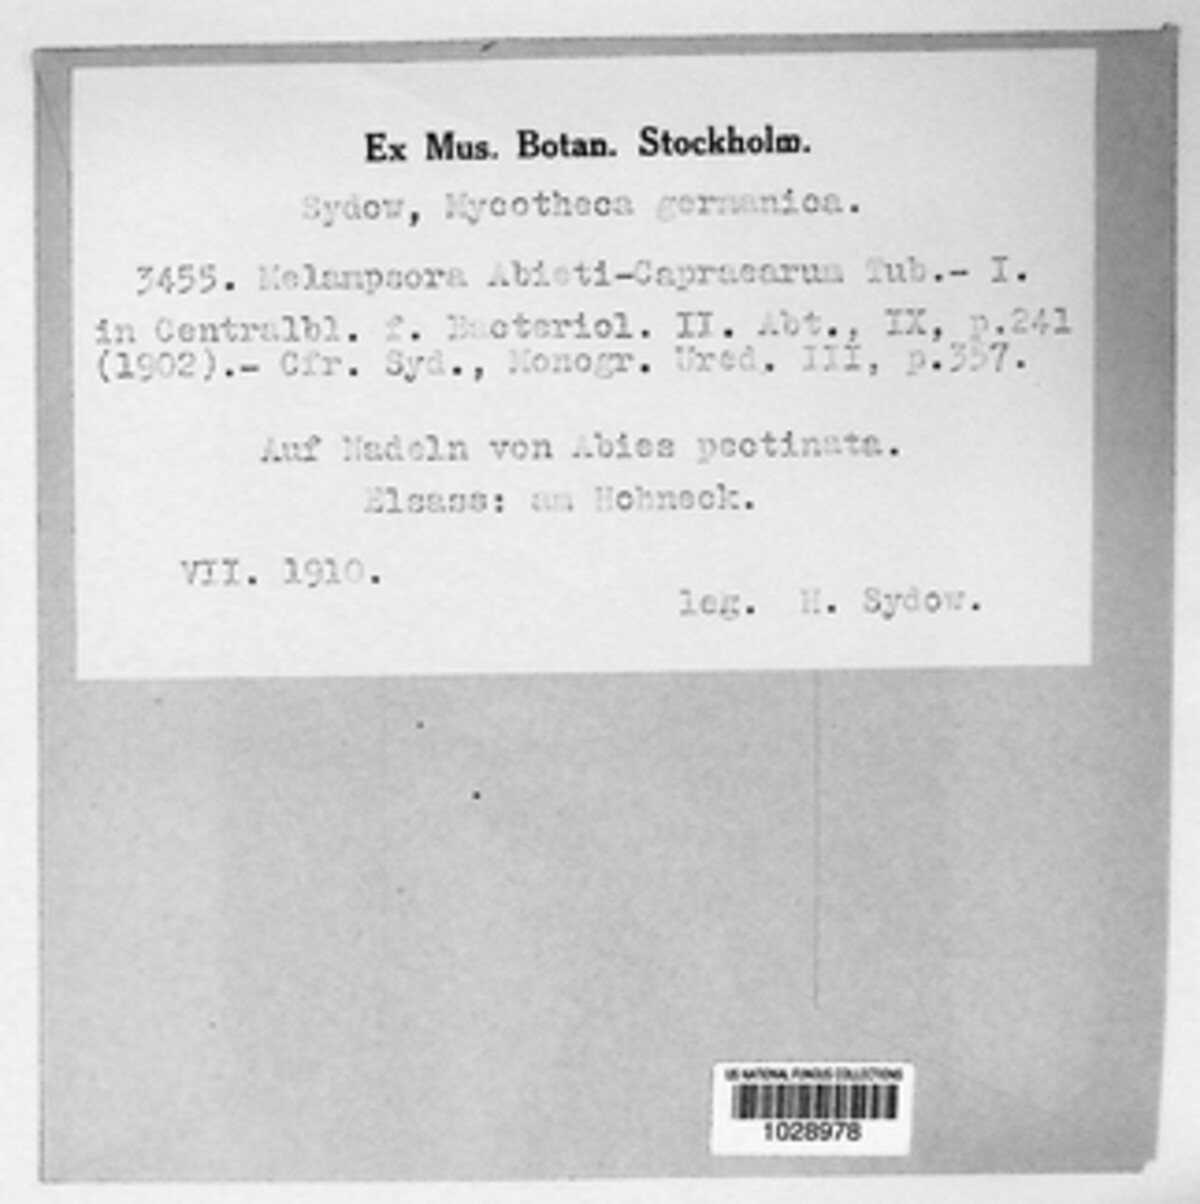 Ex Mus. Botan. Stockholm.
Sydow, Mycotheca germanica.
3455. Melampsora Abieti-Capraearum Tub.- I.
in Centralbl. f. Bacteriol. II. Abt., IX, p.241
(1902).- Cfr. Syd., Monogr. Ured. III, p.357.
Auf Nadeln von Abies pectinata.
Elsass: am Hohneck.
VII. 1910.
leg. H. Sydow.
US NATIONAL FUNGUS COLLECTIONS
1028978